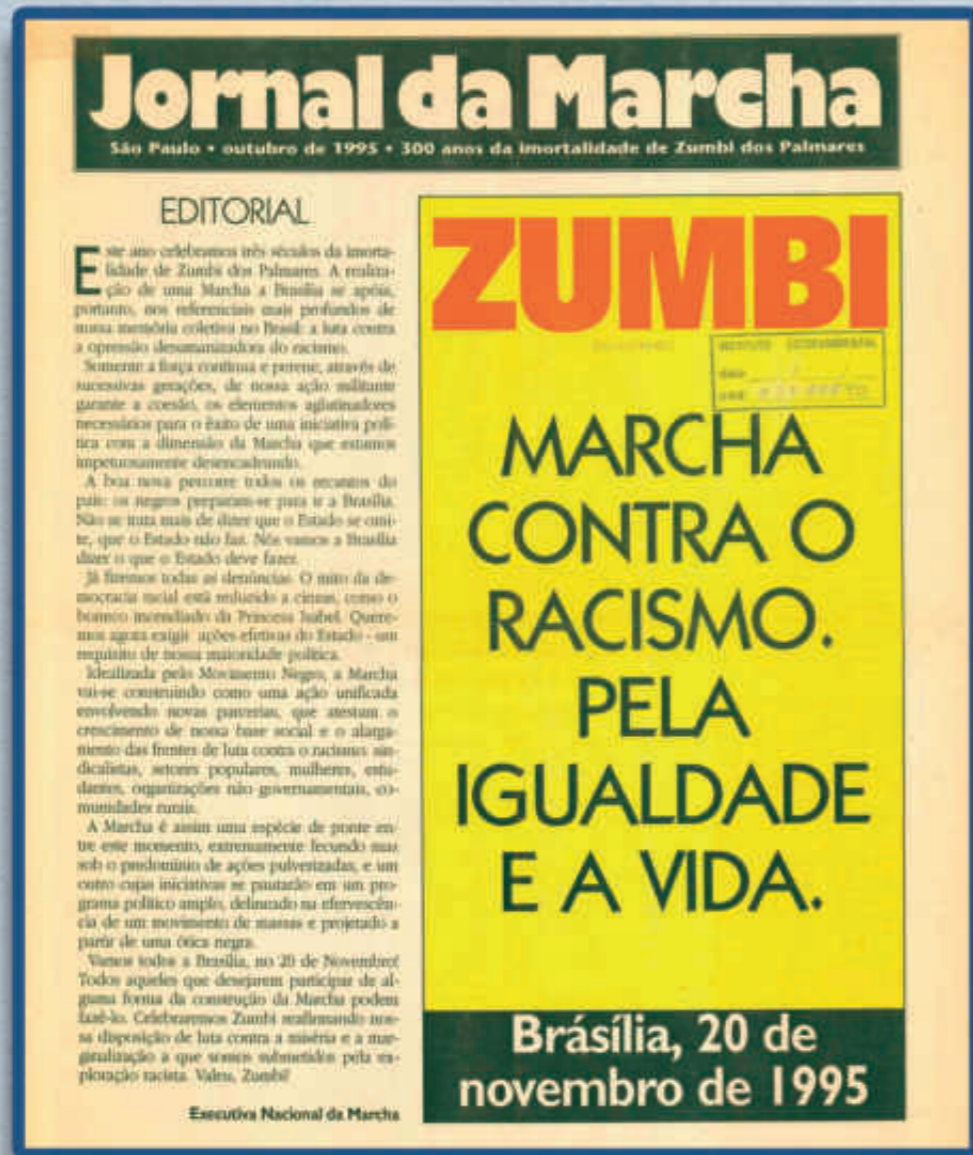 Jornal da Marcha
São Paulo • outubro de 1995 • 300 anos da imortalidade de Zumbi dos Palmares
EDITORIAL
Este ano celebramos três séculos da imorta-
lidade de Zumbi dos Palmares. A realiza-
ção de uma Marcha a Brasília se apóia,
portanto, nos referenciais mais profundos de
nossa memória coletiva no Brasil: a luta contra
a opressão desumanizadora do racismo.
Somente a força contínua e perene, através de
sucessivas gerações, de nossa ação militante
garante a coesão, os elementos aglutinadores
necessários para o êxito de uma iniciativa polí-
tica com a dimensão da Marcha que estamos
impetuosamente desencadeando.
A boa nova percorre todos os recantos do
país: os negros preparam-se para ir a Brasília.
Não se trata mais de dizer que o Estado se omi-
te, que o Estado não faz. Nós vamos a Brasília
dizer o que o Estado deve fazer.
Já fizemos todas as denúncias. O mito da de-
mocracia racial está reduzido a cinzas, como o
boneco incendiado da Princesa Isabel. Quere-
mos agora exigir ações efetivas do Estado - um
requisito de nossa maioridade política.
Idealizada pelo Movimento Negro, a Marcha
vai-se construindo como uma ação unificada
envolvendo novas parcerias, que atestam o
crescimento de nossa base social e o alarga-
mento das frentes de luta contra o racismo: sin-
dicalistas, setores populares, mulheres, estu-
dantes, organizações não-governamentais, co-
munidades rurais.
A Marcha é assim uma espécie de ponte en-
tre este momento, extremamente fecundo mas
sob o predomínio de ações pulverizadas, e um
outro cujas iniciativas se pautarão em um pro-
grama político amplo, delineado na efervescên-
cia de um movimento de massas e projetado a
partir de uma ótica negra.
Vamos todos a Brasília, no 20 de Novembro!
Todos aqueles que desejarem participar de al-
guma forma da construção da Marcha podem
fazê-lo. Celebraremos Zumbi reafirmando nos-
sa disposição de luta contra a miséria e a mar-
ginalização a que somos submetidos pela ex-
ploração racista. Valeu, Zumbi!
Executiva Nacional da Marcha
ZUMBI
INSTITUTO SOCIOAMBIENTAL
MARCHA
CONTRA O
RACISMO.
PELA
IGUALDADE
E A VIDA.
Brásília, 20 de
novembro de 1995